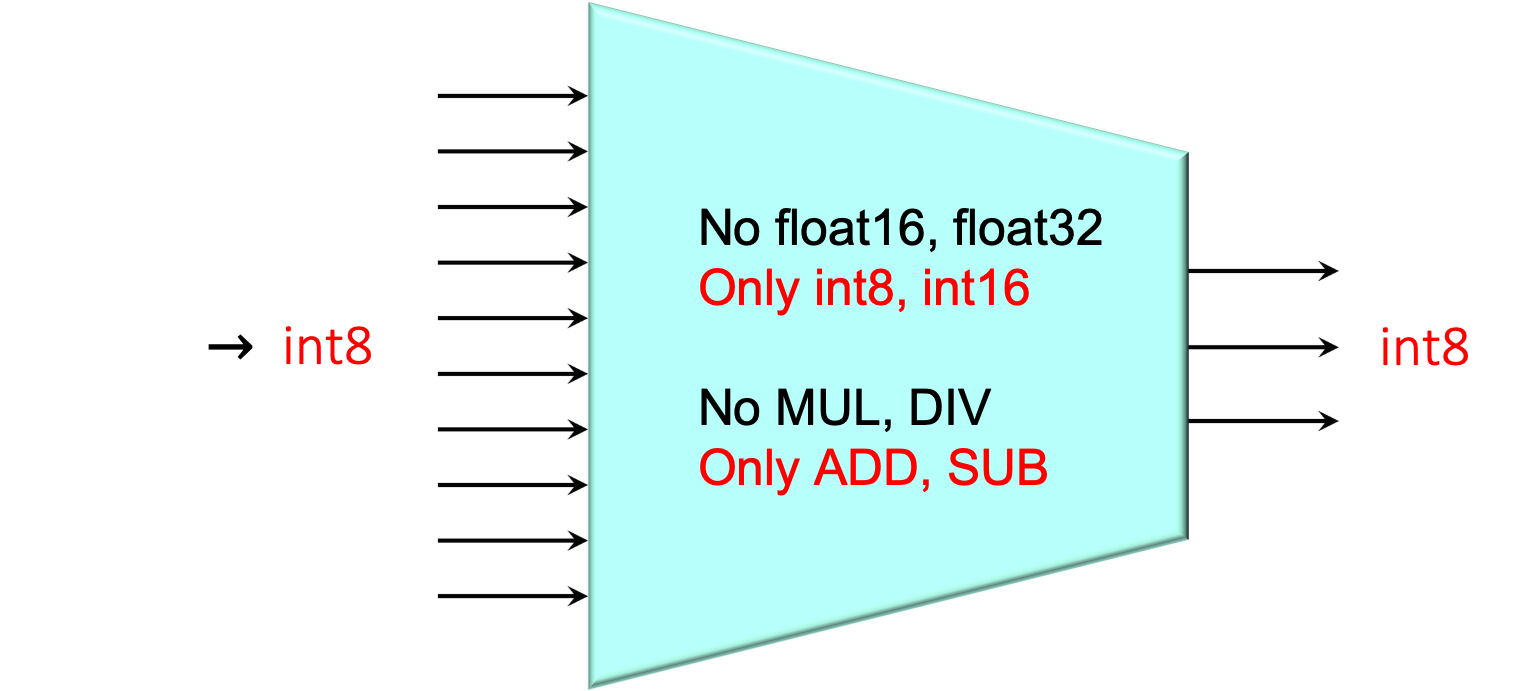 No float16, float32
Only int8, int16
→ int8
int8
No MUL, DIV
Only ADD, SUB